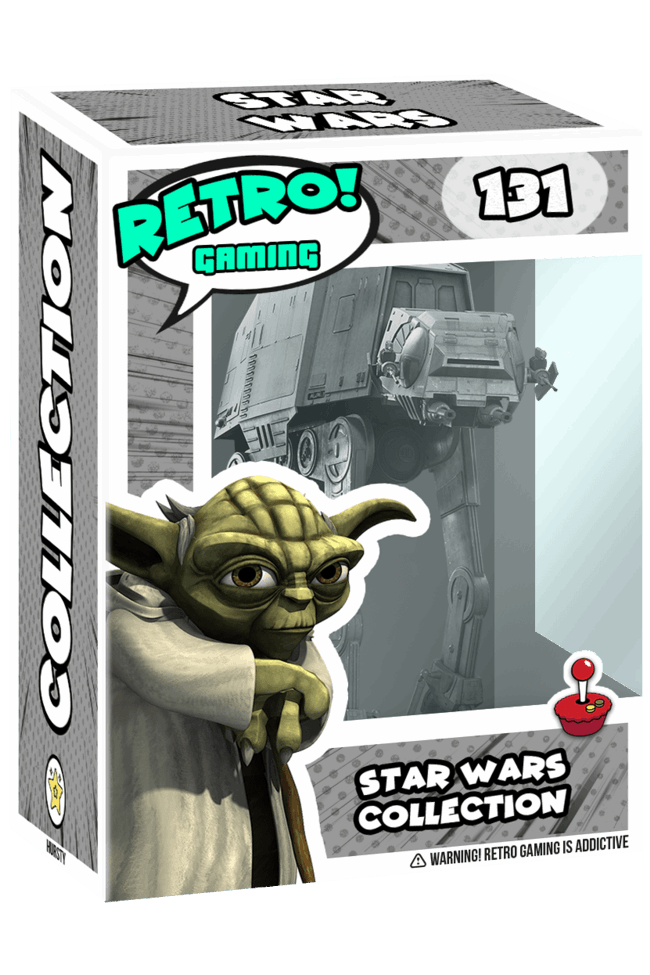 STAR
WARS
RETRO!
GAMING
131
COLLECTION
STAR WARS
COLLECTION
HURSTY
WARNING! RETRO GAMING IS ADDICTIVE